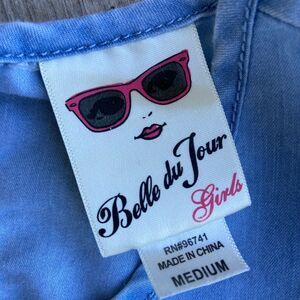 Belle du Jour
Girls
RN#96741
MADE IN CHINA
MEDIUM